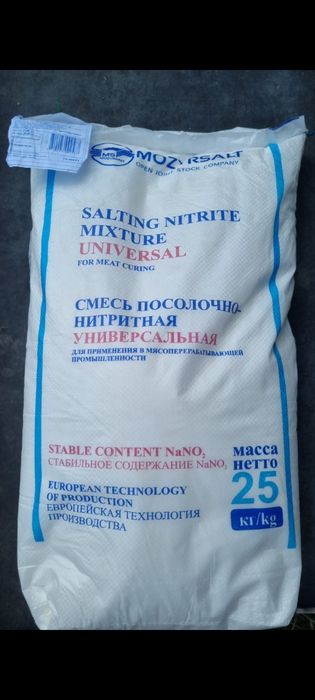 MS
MOZYRSALT
OPEN JOINT STOCK COMPANY
SALTING NITRITE
MIXTURE
UNIVERSAL
FOR MEAT CURING
СМЕСЬ ПОСОЛОЧНО-
НИТРИТНАЯ
УНИВЕРСАЛЬНАЯ
ДЛЯ ПРИМЕНЕНИЯ В МЯСОПЕРЕРАБАТЫВАЮЩЕЙ
ПРОМЫШЛЕННОСТИ
STABLE CONTENT NaNO₂
СТАБИЛЬНОЕ СОДЕРЖАНИЕ NaNO₂
EUROPEAN TECHNOLOGY
OF PRODUCTION
ЕВРОПЕЙСКАЯ ТЕХНОЛОГИЯ
ПРОИЗВОДСТВА
масса
нетто
25
кг/kg